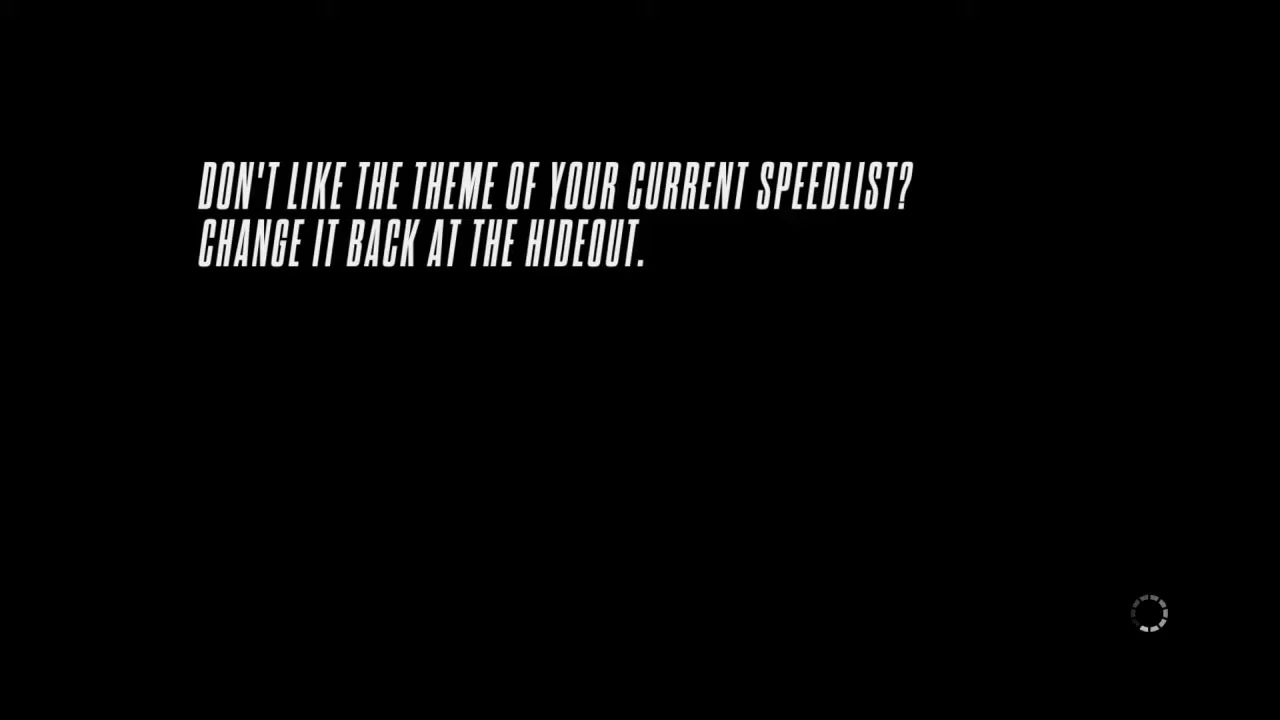 DON'T LIKE THE THEME OF YOUR CURRENT SPEEDLIST?
CHANGE IT BACK AT THE HIDEOUT.